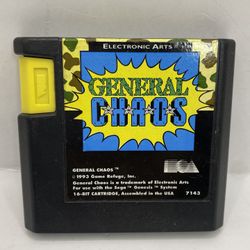 ELECTRONIC ARTS
GENERAL
CHAOS
GENERAL CHAOS™
©1993 Game Refuge, Inc.
General Chaos is a trademark of Electronic Arts
For use with the Sega™ Genesis™ System
16-BIT CARTRIDGE, Assembled in the USA 7143